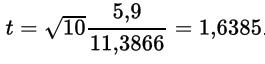 t = √10 5,9/11,3866 = 1,6385.